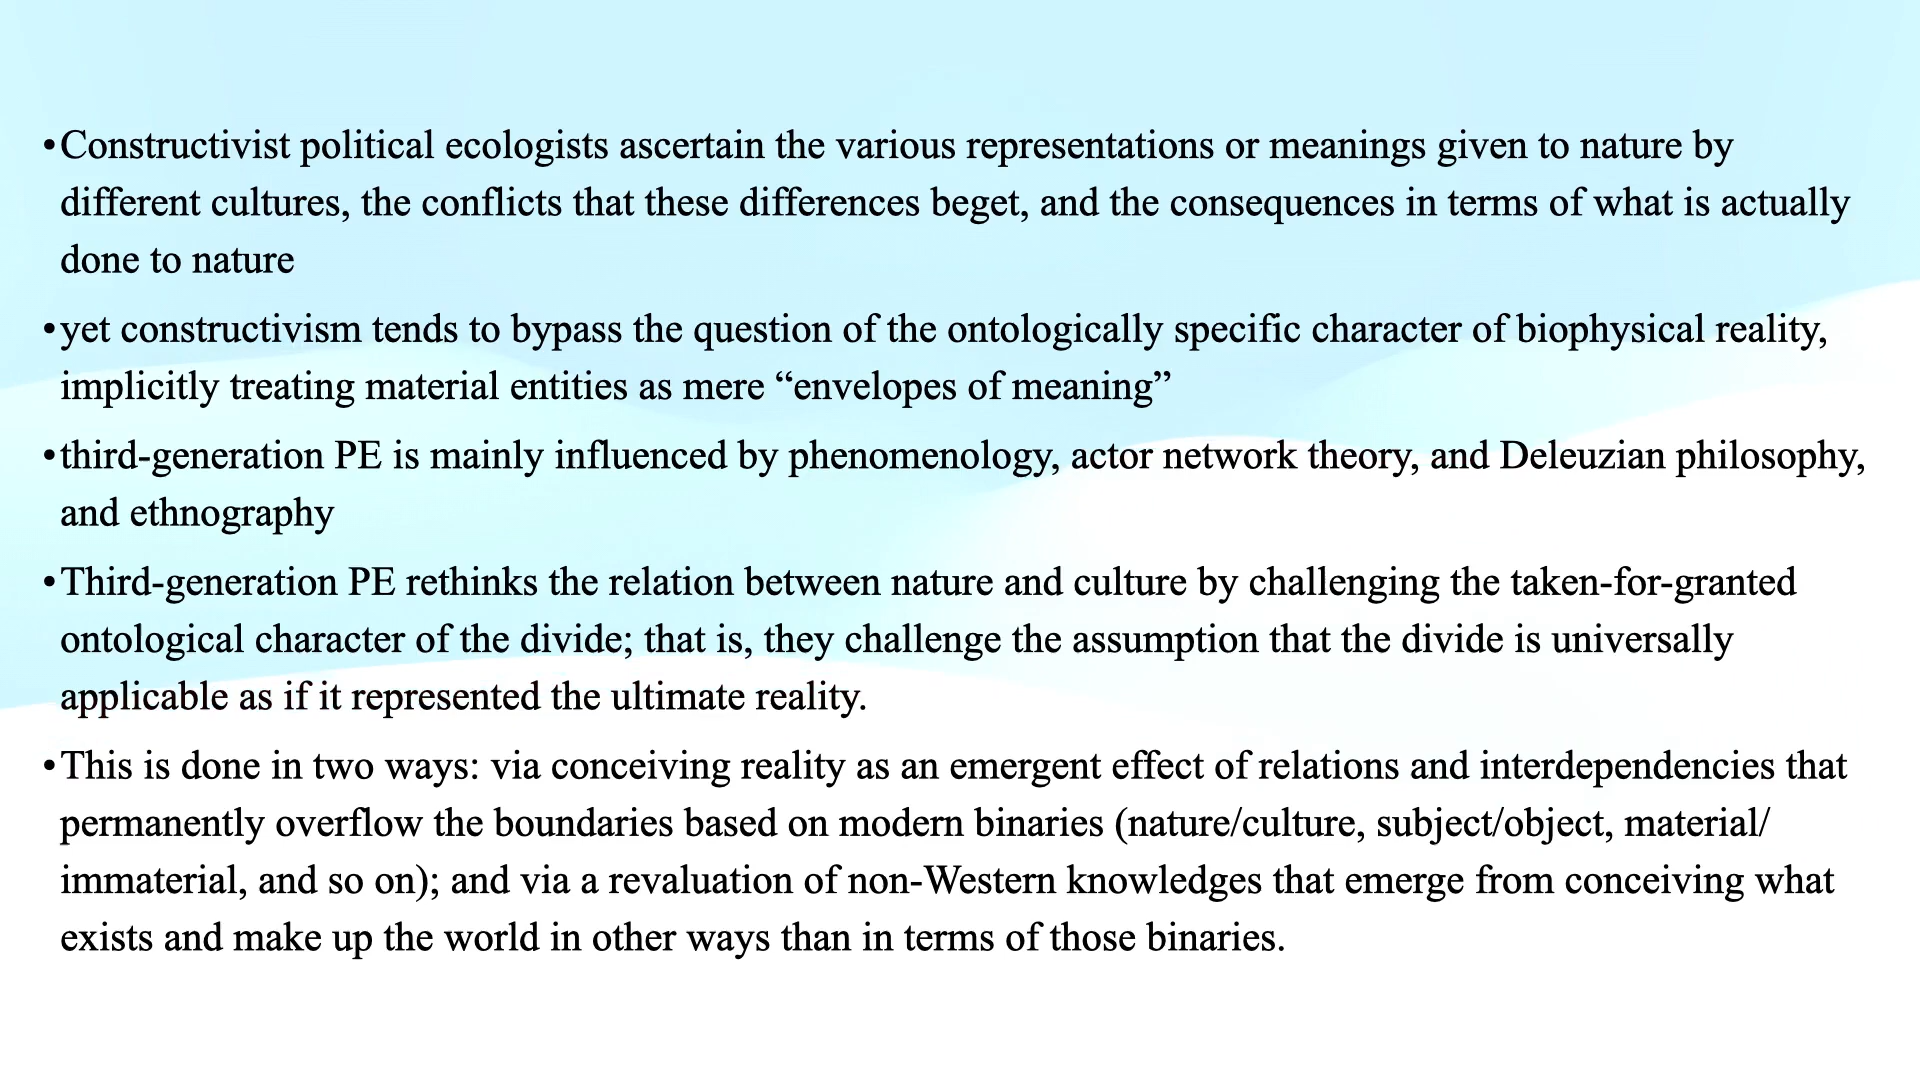 •Constructivist political ecologists ascertain the various representations or meanings given to nature by
different cultures, the conflicts that these differences beget, and the consequences in terms of what is actually
done to nature
•yet constructivism tends to bypass the question of the ontologically specific character of biophysical reality,
implicitly treating material entities as mere “envelopes of meaning”
•third-generation PE is mainly influenced by phenomenology, actor network theory, and Deleuzian philosophy,
and ethnography
•Third-generation PE rethinks the relation between nature and culture by challenging the taken-for-granted
ontological character of the divide; that is, they challenge the assumption that the divide is universally
applicable as if it represented the ultimate reality.
•This is done in two ways: via conceiving reality as an emergent effect of relations and interdependencies that
permanently overflow the boundaries based on modern binaries (nature/culture, subject/object, material/
immaterial, and so on); and via a revaluation of non-Western knowledges that emerge from conceiving what
exists and make up the world in other ways than in terms of those binaries.